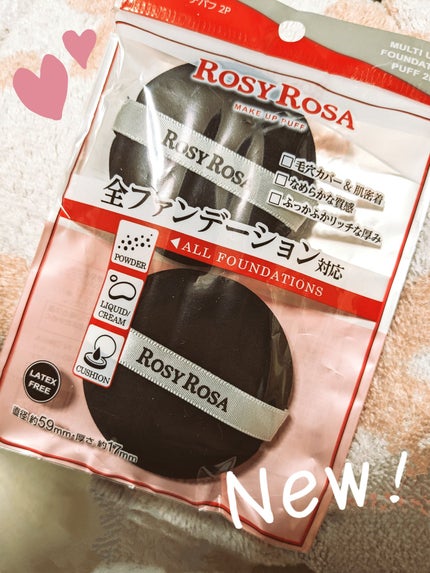 パフ 2P
MULTI U
FOUNDAT
PUFF 2
ROSY ROSA
MAKE UP PUFF
ROSY ROSA
□毛穴カバー&肌密着
□なめらかな質感
□ふっかふかリッチな厚み
全ファンデーション対応
◀ALL FOUNDATIONS
POWDER
LIQUID/
CREAM
CUSHION
ROSY ROSA
LATEX
FREE
直径:約59mm・厚さ:約17mm
New!